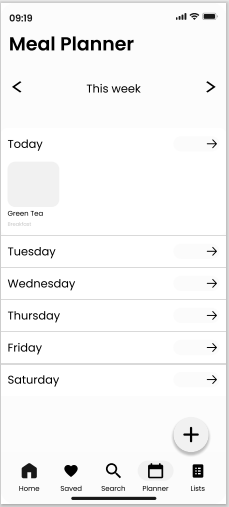 09:19
Meal Planner
This week
Today
Green Tea
Breakfast
Tuesday
Wednesday
Thursday
Friday
Saturday
Home Saved Search Planner Lists